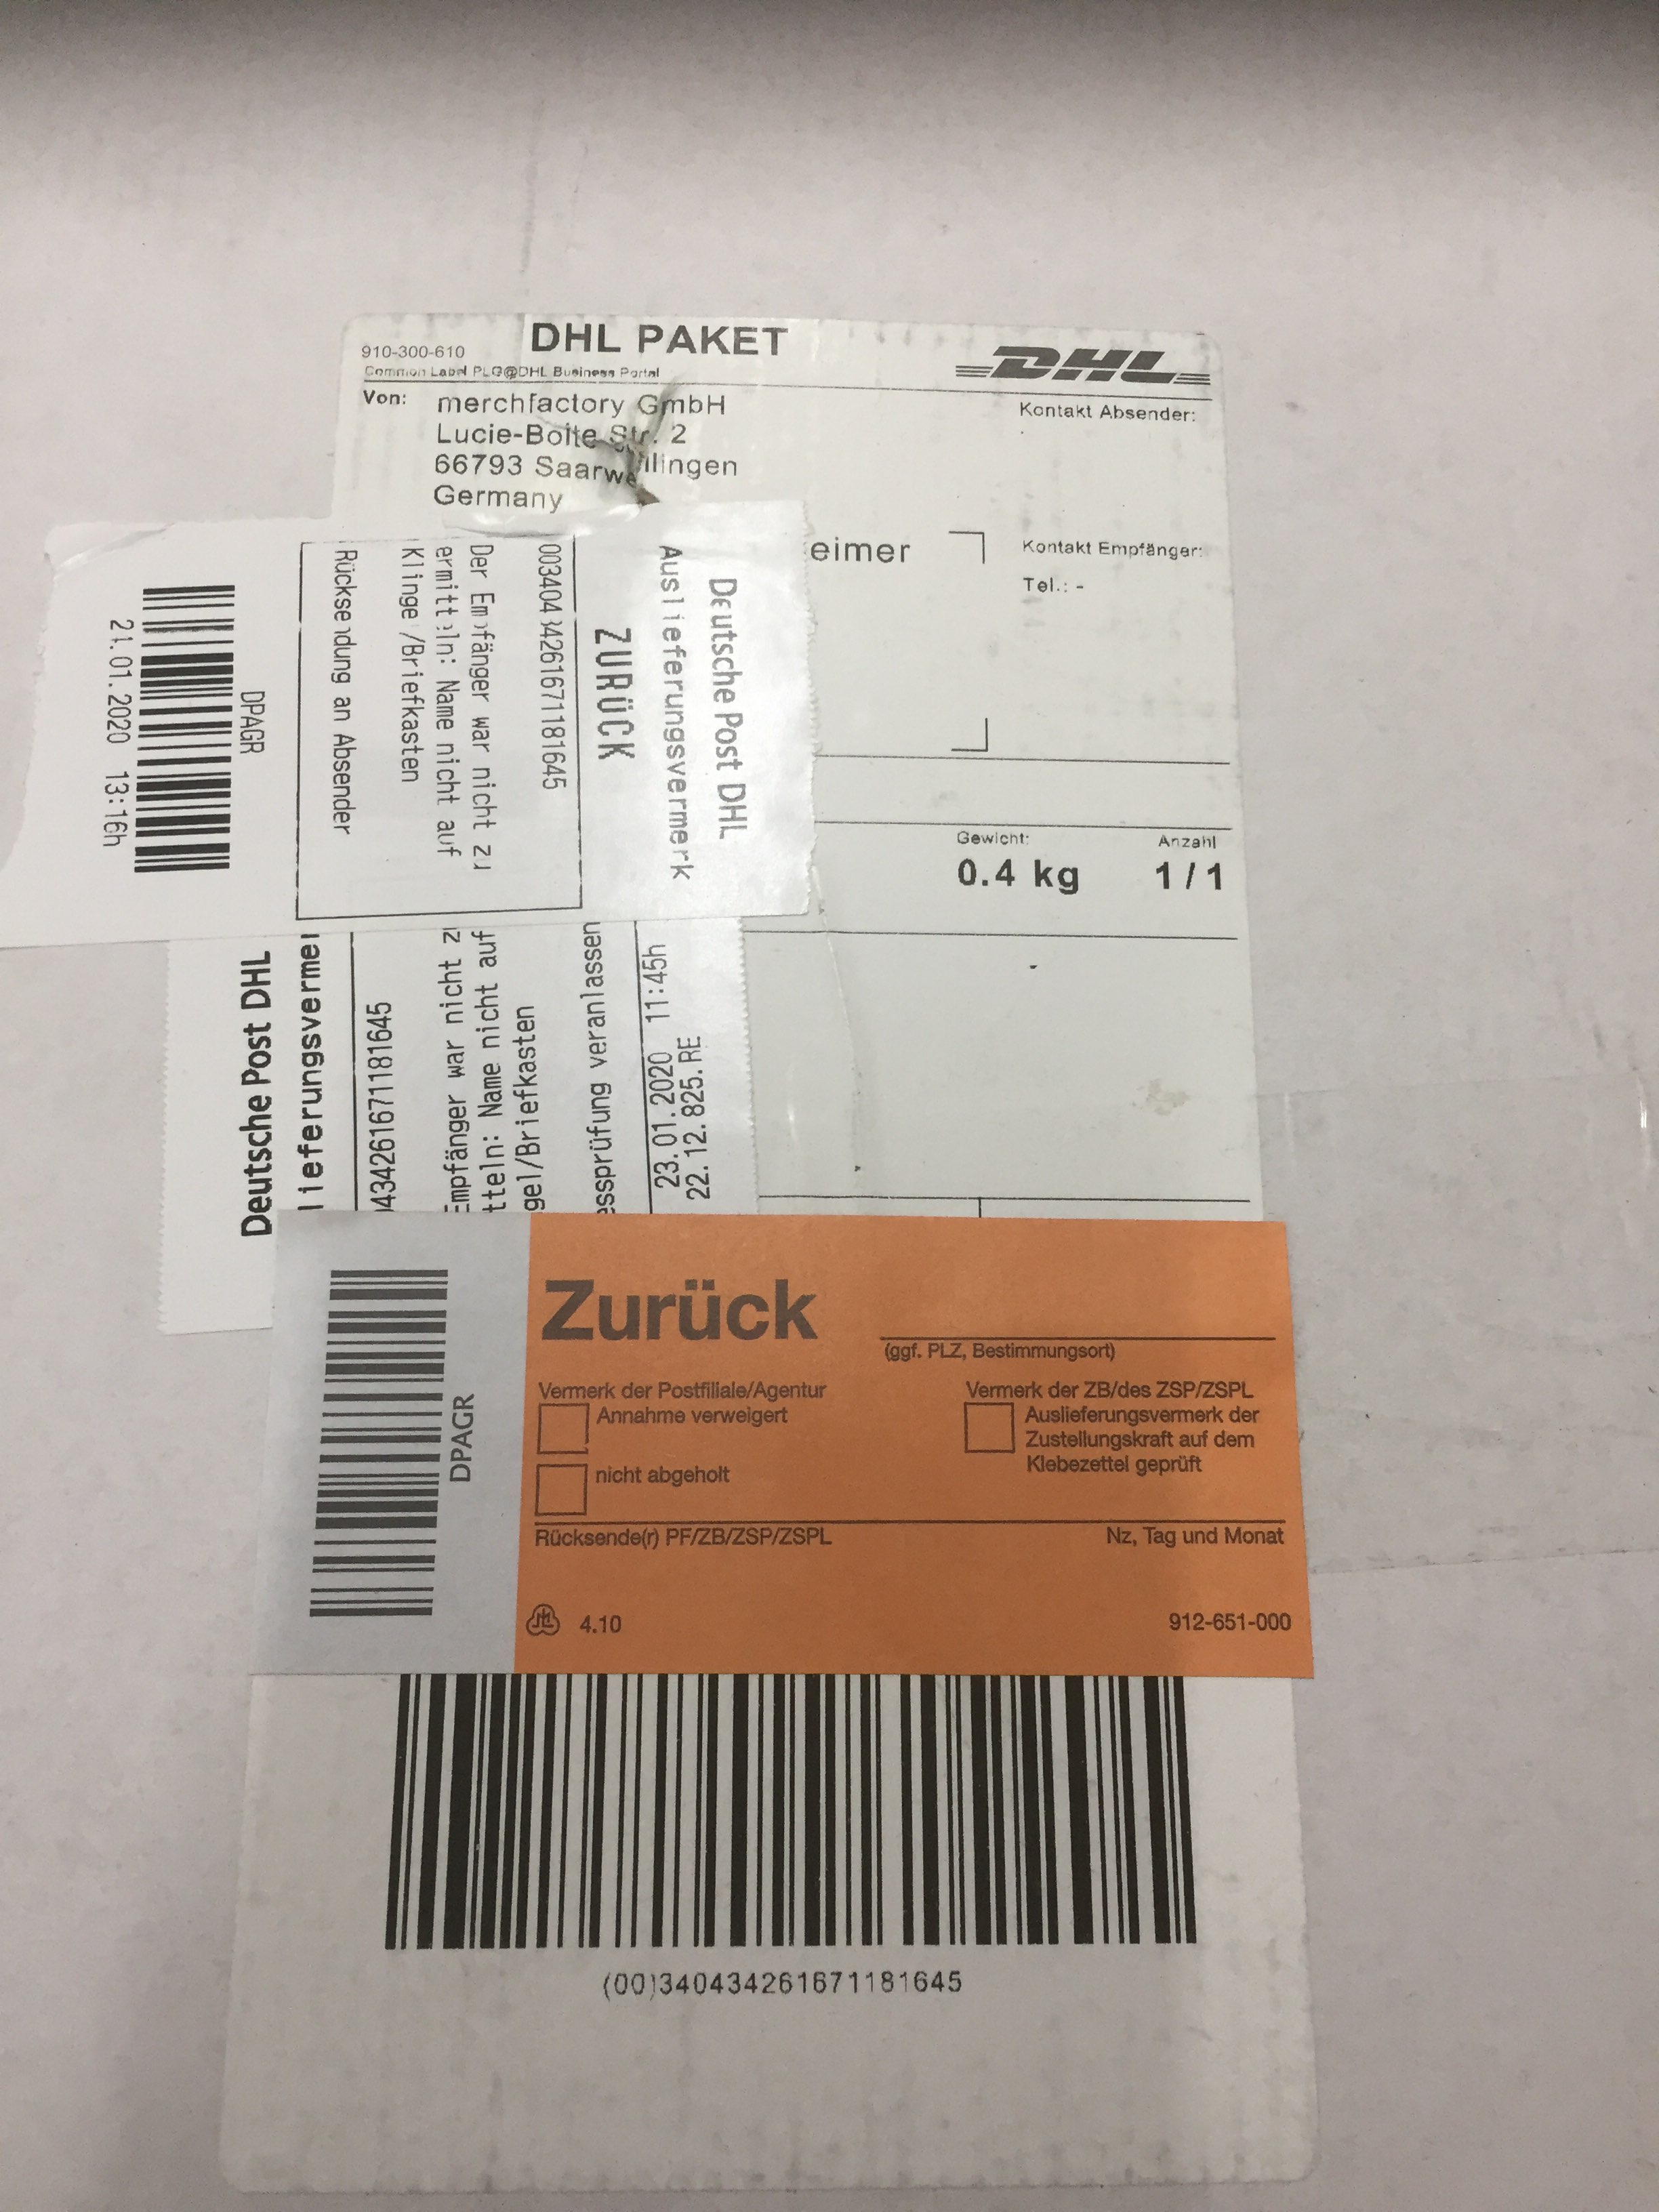 DHL PAKET
910-300-610
Common Label PLG@DHL Business Portal
DHL
Von:
merchfactory GmbH
Lucie-Bolte Str. 2
66793 Saarwellingen
Germany
Kontakt Absender:
eimer
Kontakt Empfänger:
Tel.: -
Gewicht:
0.4 kg
Anzahl
1 / 1
Deutsche Post DHL
Auslieferungsvermerk
ZURÜCK
00340434261671181645
Der Empfänger war nicht zu
ermitteln: Name nicht auf
Klingel/Briefkasten
Rücksendung an Absender
DPAGR
21.01.2020 13:16h
Deutsche Post DHL
lieferungsvermer
0434261671181645
Empfänger war nicht zu
tteln: Name nicht auf
gel/Briefkasten
essprüfung veranlassen
23.01.2020 11:45h
22.12.825.RE
DPAGR
Zurück
(ggf. PLZ, Bestimmungsort)
Vermerk der Postfiliale/Agentur
Annahme verweigert
nicht abgeholt
Vermerk der ZB/des ZSP/ZSPL
Auslieferungsvermerk der
Zustellungskraft auf dem
Klebezettel geprüft
Rücksende(r) PF/ZB/ZSP/ZSPL
Nz, Tag und Monat
4.10
912-651-000
(00)340434261671181645